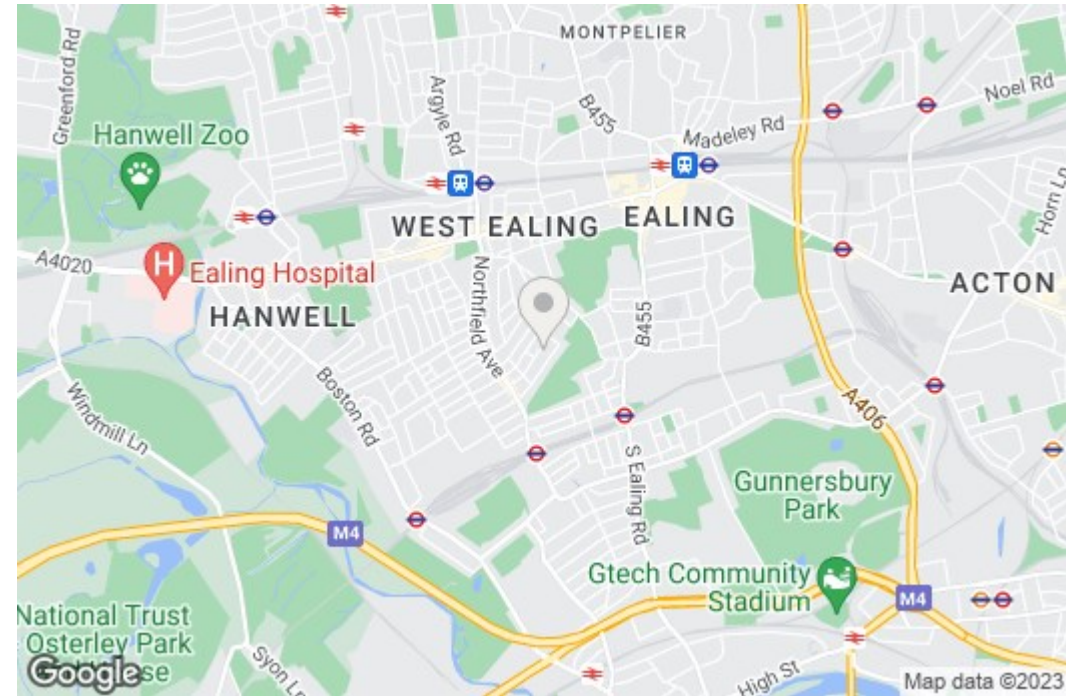 MONTPELIER
Greenford Rd
Argyle Rd
B455
Noel Rd
Madeley Rd
Hanwell Zoo
Horn Ln
WEST EALING
EALING
A4020
H
Ealing Hospital
Northfield Ave
B455
ACTON
HANWELL
Boston Rd
Windmill Ln
A406
S Ealing Rd
Gunnersbury
Park
M4
Gtech Community
Stadium
M4
National Trust
Osterley Park
Syon Ln
High St
Google
Map data ©2023